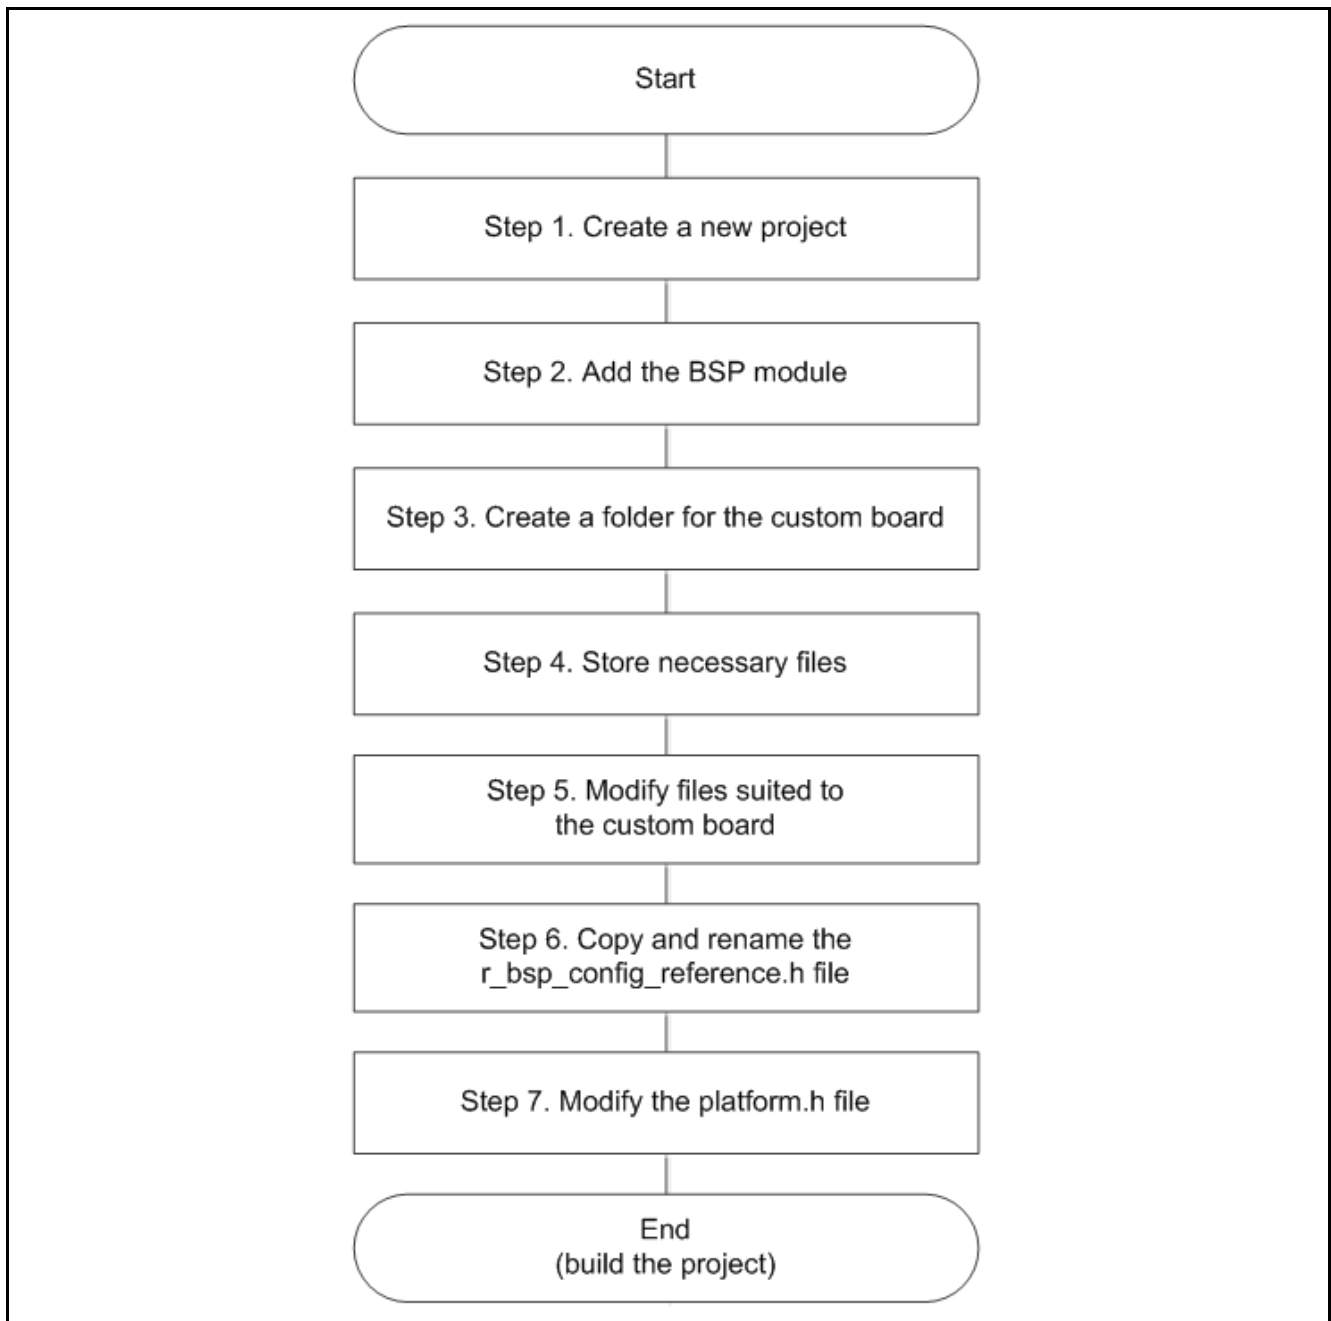 Start
Step 1. Create a new project
Step 2. Add the BSP module
Step 3. Create a folder for the custom board
Step 4. Store necessary files
Step 5. Modify files suited to
the custom board
Step 6. Copy and rename the
r_bsp_config_reference.h file
Step 7. Modify the platform.h file
End
(build the project)